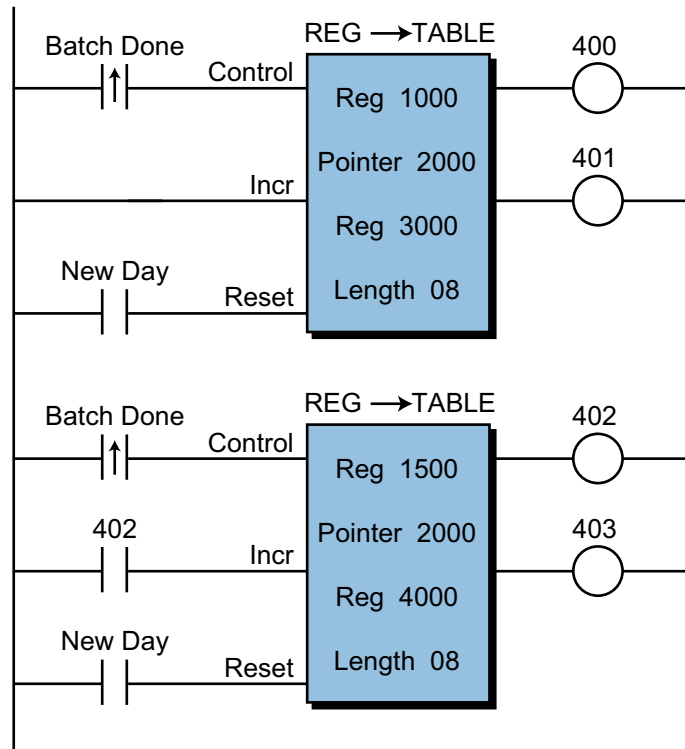 REG → TABLE
400
Batch Done
Control
Reg 1000
401
Pointer 2000
Incr
Reg 3000
New Day
Reset
Length 08
REG → TABLE
402
Batch Done
Control
Reg 1500
402
403
Pointer 2000
Incr
Reg 4000
New Day
Reset
Length 08